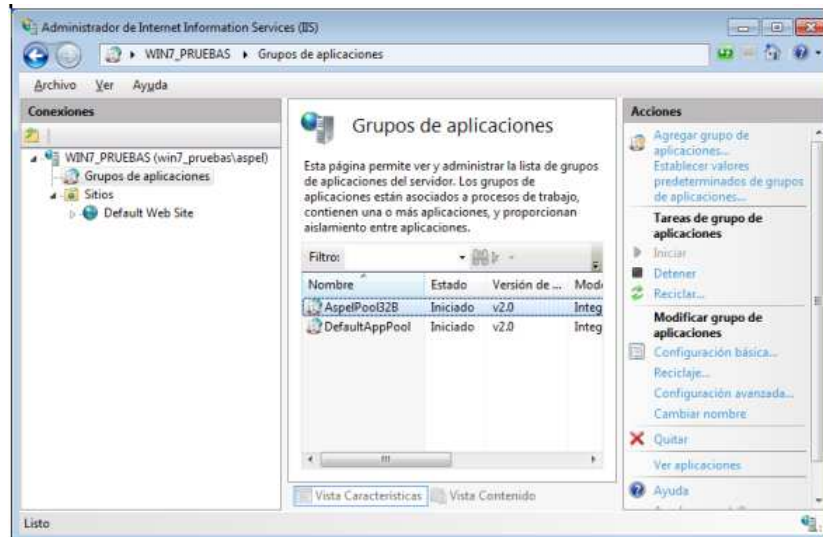 Administrador de Internet Information Services (IIS)
WIN7_PRUEBAS ▸ Grupos de aplicaciones
Archivo Ver Ayuda
Conexiones
WIN7_PRUEBAS (win7_pruebas\aspel)
Grupos de aplicaciones
Sitios
Default Web Site
Grupos de aplicaciones
Esta página permite ver y administrar la lista de grupos
de aplicaciones del servidor. Los grupos de
aplicaciones están asociados a procesos de trabajo,
contienen una o más aplicaciones, y proporcionan
aislamiento entre aplicaciones.
Filtro: Ir
Nombre Estado Versión de ... Mod
AspelPool32B Iniciado v2.0 Integ
DefaultAppPool Iniciado v2.0 Integ
Vista Características Vista Contenido
Acciones
Agregar grupo de
aplicaciones...
Establecer valores
predeterminados de grupos
de aplicaciones...
Tareas de grupo de
aplicaciones
Iniciar
Detener
Reciclar...
Modificar grupo de
aplicaciones
Configuración básica...
Reciclaje...
Configuración avanzada...
Cambiar nombre
Quitar
Ver aplicaciones
Ayuda
Listo